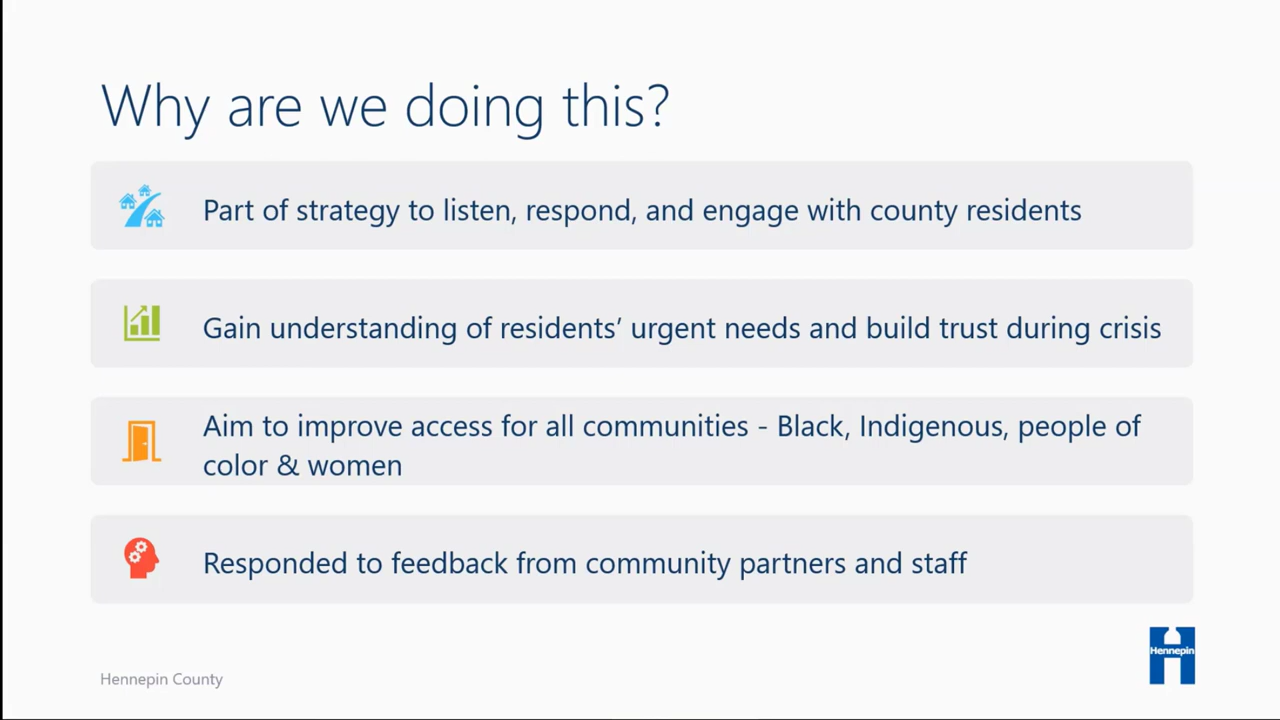 Why are we doing this?
Part of strategy to listen, respond, and engage with county residents
Gain understanding of residents’ urgent needs and build trust during crisis
Aim to improve access for all communities - Black, Indigenous, people of
color & women
Responded to feedback from community partners and staff
Hennepin
Hennepin County